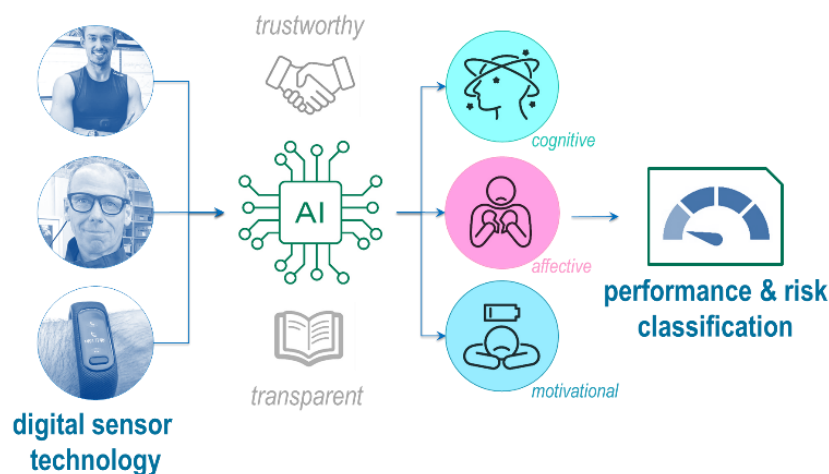 trustworthy
AI
transparent
digital sensor
technology
cognitive
affective
motivational
performance & risk
classification